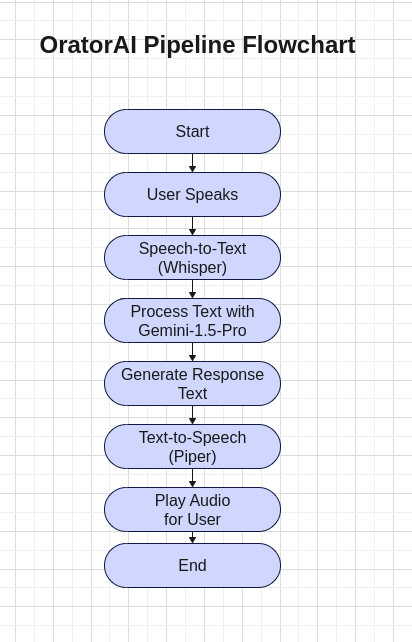 OratorAI Pipeline Flowchart
Start
User Speaks
Speech-to-Text
(Whisper)
Process Text with
Gemini-1.5-Pro
Generate Response
Text
Text-to-Speech
(Piper)
Play Audio
for User
End